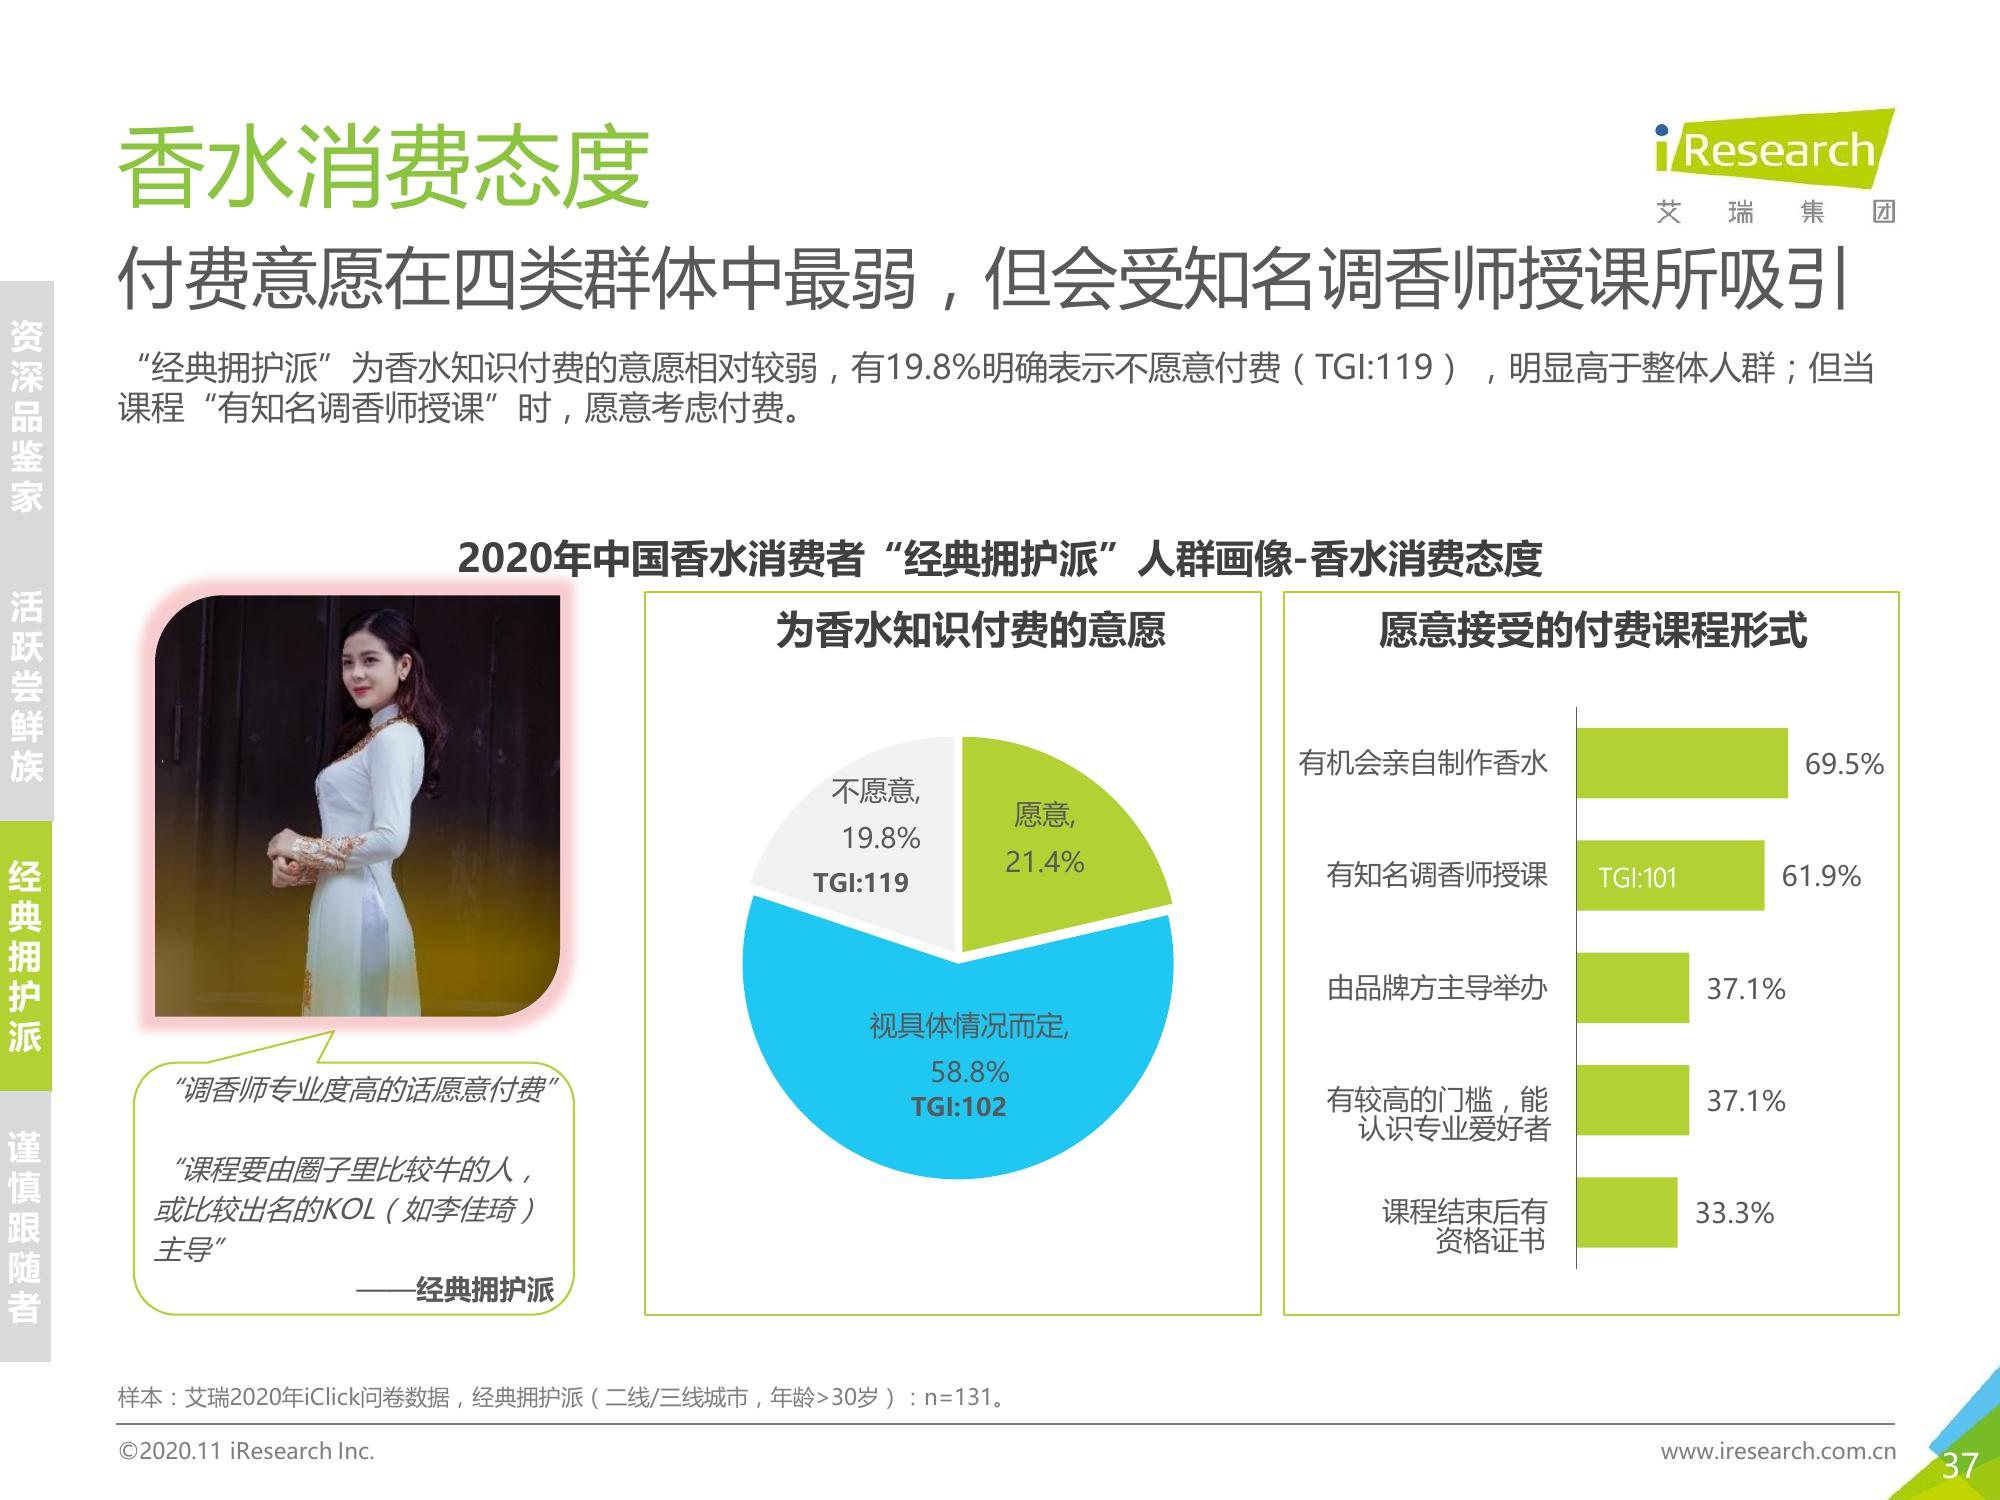 香水消费态度
iResearch
艾瑞集团
付费意愿在四类群体中最弱，但会受知名调香师授课所吸引
“经典拥护派”为香水知识付费的意愿相对较弱，有19.8%明确表示不愿意付费（TGI:119），明显高于整体人群；但当
课程“有知名调香师授课”时，愿意考虑付费。
资深品鉴家
活跃尝鲜族
经典拥护派
谨慎跟随者
2020年中国香水消费者“经典拥护派”人群画像-香水消费态度
“调香师专业度高的话愿意付费”
“课程要由圈子里比较牛的人，
或比较出名的KOL（如李佳琦）
主导”
——经典拥护派
为香水知识付费的意愿
不愿意,
19.8%
TGI:119
愿意,
21.4%
视具体情况而定,
58.8%
TGI:102
愿意接受的付费课程形式
有机会亲自制作香水 69.5%
有知名调香师授课 TGI:101 61.9%
由品牌方主导举办 37.1%
有较高的门槛，能
认识专业爱好者
37.1%
课程结束后有
资格证书
33.3%
样本：艾瑞2020年iClick问卷数据，经典拥护派（二线/三线城市，年龄>30岁）：n=131。
©2020.11 iResearch Inc.
www.iresearch.com.cn
37